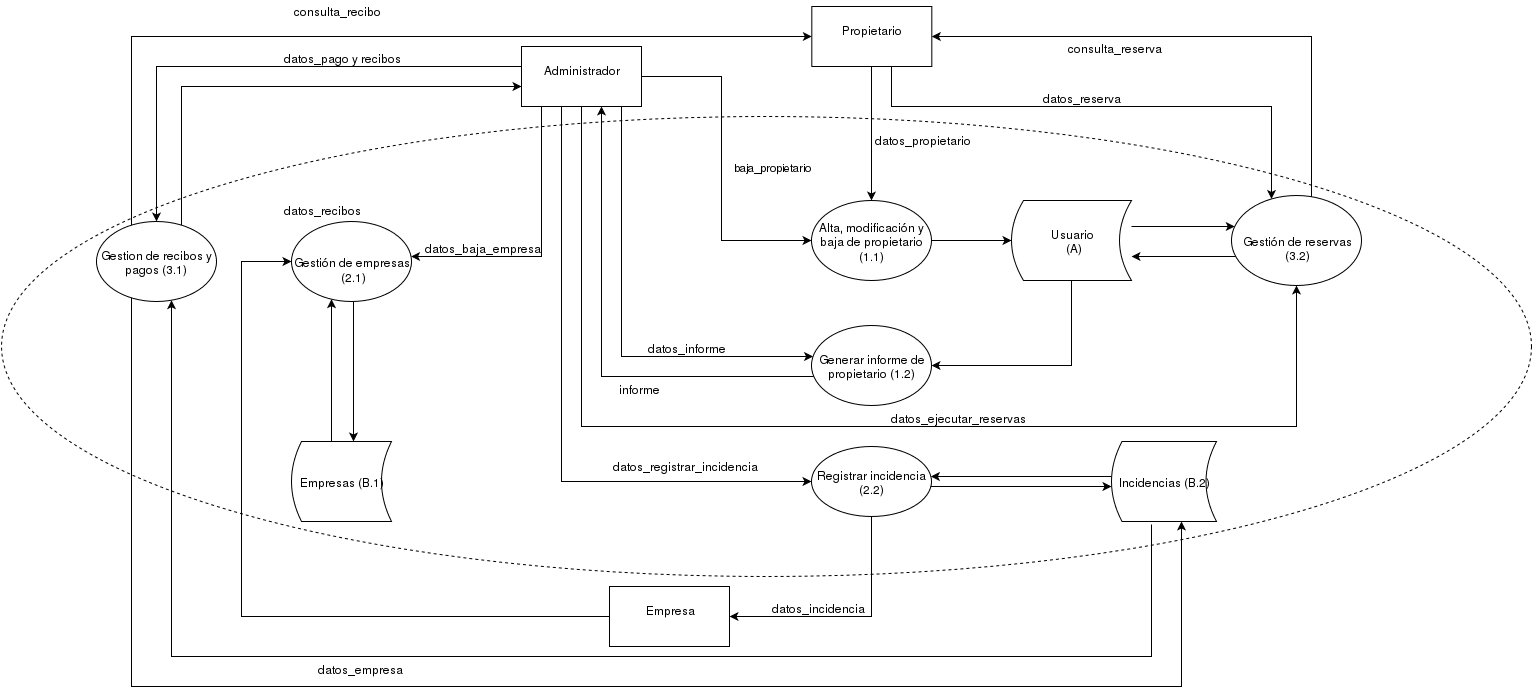 consulta_recibo
Propietario
consulta_reserva
datos_pago y recibos
Administrador
datos_reserva
datos_propietario
baja_propietario
datos_recibos
Gestion de recibos y
pagos (3.1)
Gestión de empresas
(2.1)
datos_baja_empresa
Alta, modificación y
baja de propietario
(1.1)
Usuario
(A)
Gestión de reservas
(3.2)
datos_informe
Generar informe de
propietario (1.2)
informe
datos_ejecutar_reservas
datos_registrar_incidencia
Registrar incidencia
(2.2)
Empresas (B.1)
Incidencias (B.2)
Empresa
datos_incidencia
datos_empresa